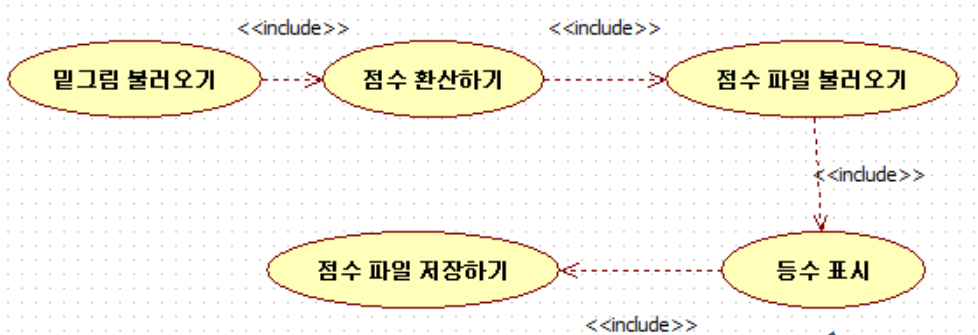 <<include>>
<<include>>
밑그림 불러오기
점수 환산하기
점수 파일 불러오기
<<include>>
점수 파일 저장하기
등수 표시
<<include>>